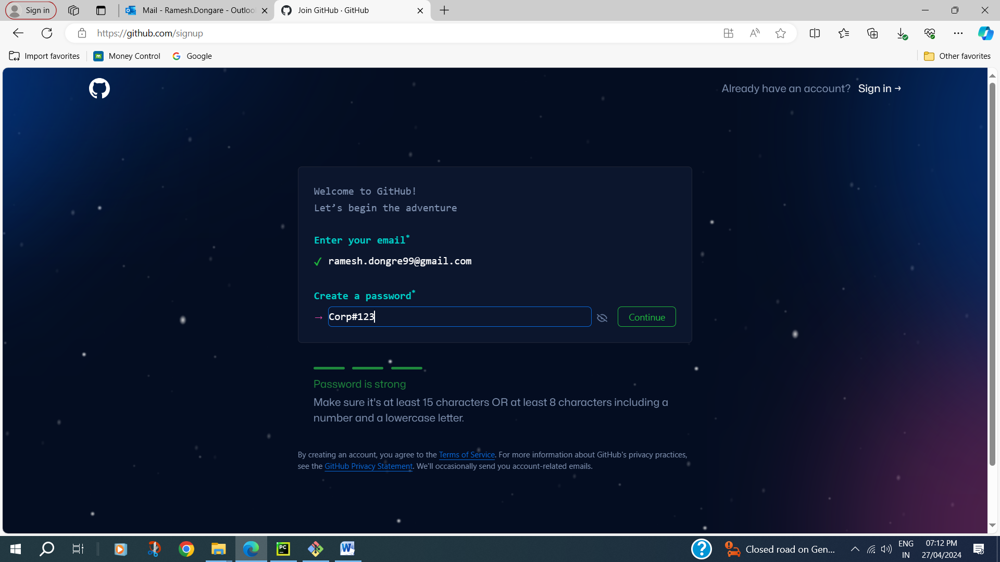 Sign in
Mail - Ramesh.Dongare - Outloo
Join GitHub · GitHub
https://github.com/signup
Import favorites
Money Control
Google
Other favorites
Already have an account? Sign in →
Welcome to GitHub!
Let’s begin the adventure
Enter your email*
✓ ramesh.dongre99@gmail.com
Create a password*
→ Corp#123
Continue
Password is strong
Make sure it's at least 15 characters OR at least 8 characters including a
number and a lowercase letter.
By creating an account, you agree to the Terms of Service. For more information about GitHub's privacy practices,
see the GitHub Privacy Statement. We'll occasionally send you account-related emails.
PC
W
?
Closed road on Gen...
ENG
IN
07:12 PM
27/04/2024